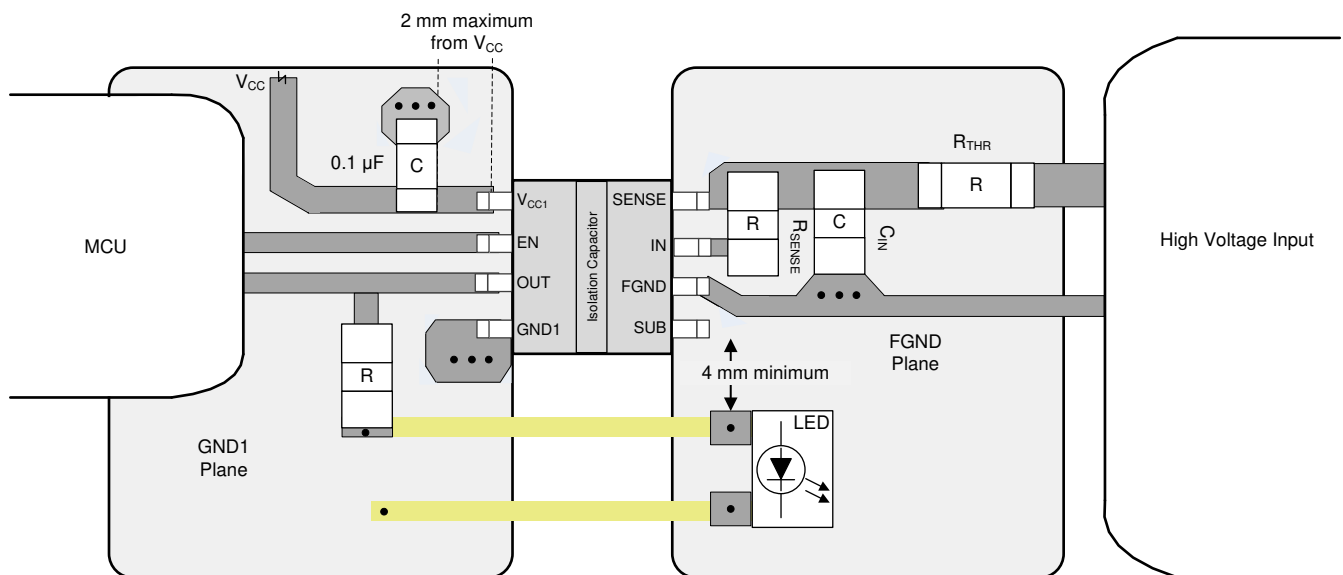 2 mm maximum
from VCC
VCC
0.1 µF
C
MCU
VCC1
EN
OUT
GND1
Isolation Capacitor
SENSE
IN
FGND
SUB
RTHR
R
R
RSENSE
C
CIN
High Voltage Input
FGND
Plane
4 mm minimum
R
LED
GND1
Plane